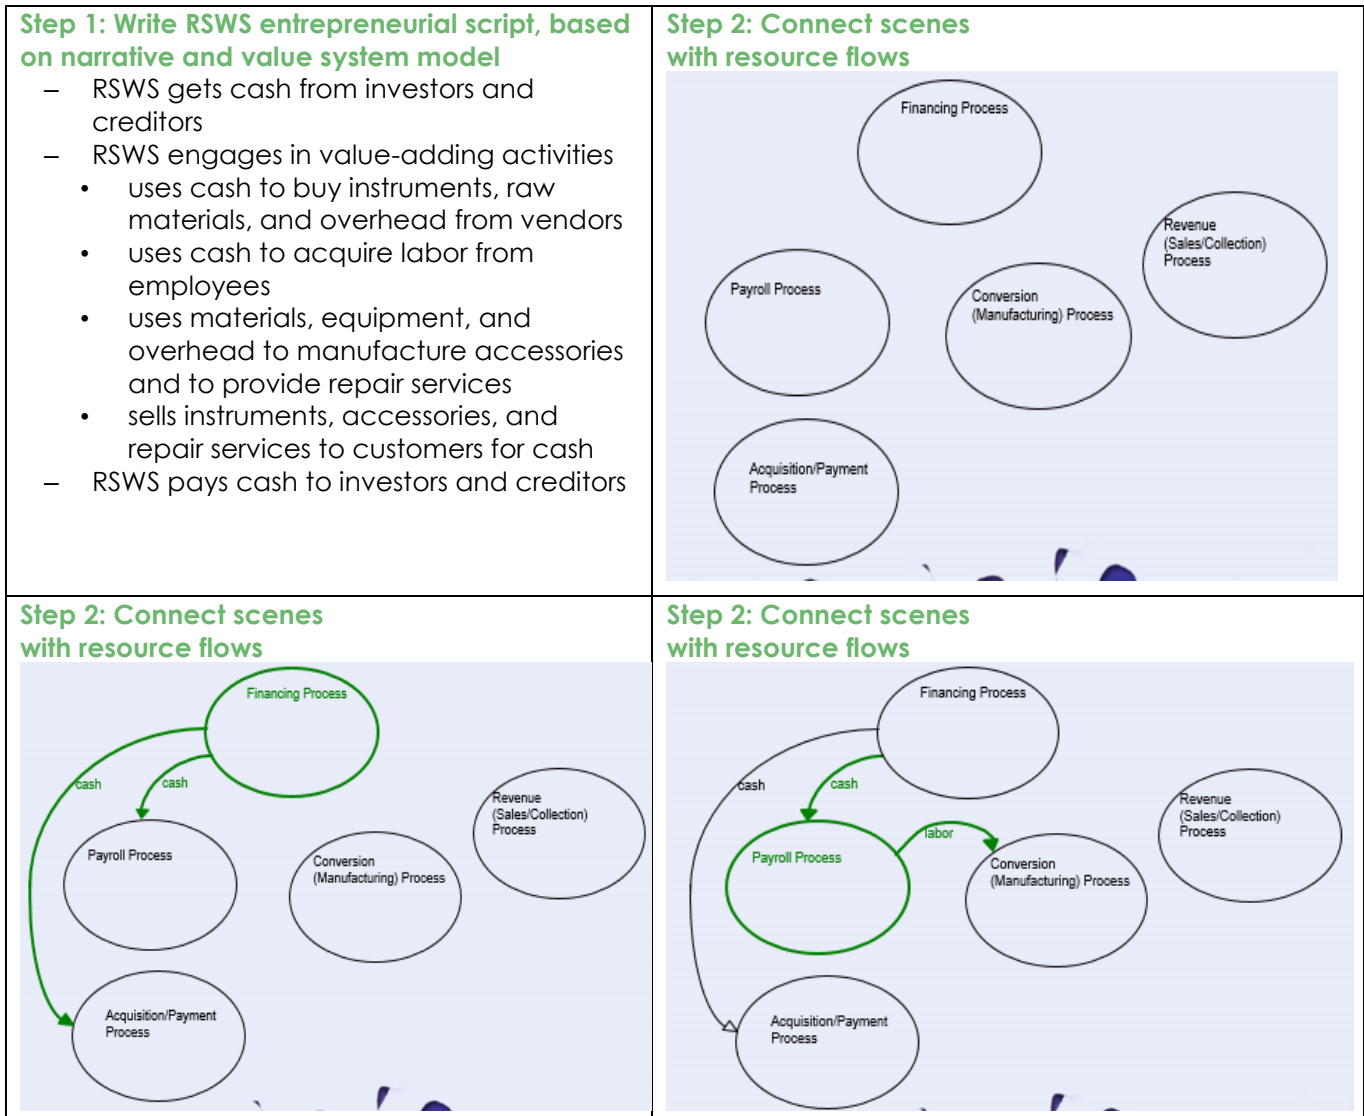 Step 1: Write RSWS entrepreneurial script, based
on narrative and value system model
– RSWS gets cash from investors and
creditors
– RSWS engages in value-adding activities
• uses cash to buy instruments, raw
materials, and overhead from vendors
• uses cash to acquire labor from
employees
• uses materials, equipment, and
overhead to manufacture accessories
and to provide repair services
• sells instruments, accessories, and
repair services to customers for cash
– RSWS pays cash to investors and creditors
Step 2: Connect scenes
with resource flows
Financing Process
Revenue
(Sales/Collection)
Process
Payroll Process
Conversion
(Manufacturing) Process
Acquisition/Payment
Process
Step 2: Connect scenes
with resource flows
Financing Process
cash
cash
Revenue
(Sales/Collection)
Process
Payroll Process
Conversion
(Manufacturing) Process
Acquisition/Payment
Process
Step 2: Connect scenes
with resource flows
Financing Process
cash
cash
Revenue
(Sales/Collection)
Process
labor
Payroll Process
Conversion
(Manufacturing) Process
Acquisition/Payment
Process